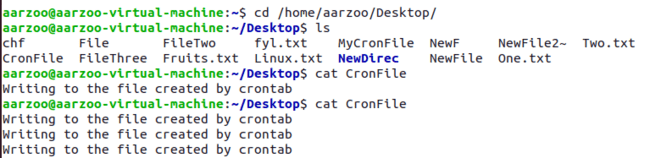 aarzoo@aarzoo-virtual-machine:~$ cd /home/aarzoo/Desktop/
aarzoo@aarzoo-virtual-machine:~/Desktop$ ls
chf File FileTwo fyl.txt MyCronFile NewF NewFile2~ Two.txt
CronFile FileThree Fruits.txt Linux.txt NewDirec NewFile One.txt
aarzoo@aarzoo-virtual-machine:~/Desktop$ cat CronFile
Writing to the file created by crontab
aarzoo@aarzoo-virtual-machine:~/Desktop$ cat CronFile
Writing to the file created by crontab
Writing to the file created by crontab
Writing to the file created by crontab